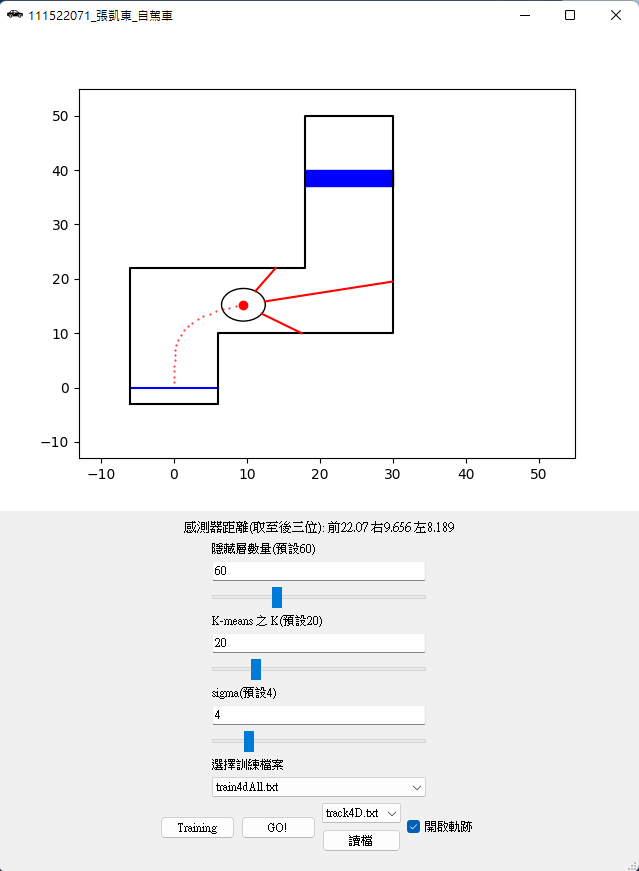 111522071_張凱東_自駕車
50
40
30
20
10
0
−10
−10 0 10 20 30 40 50
感測器距離(取至後三位): 前22.07 右9.656 左8.189
隱藏層數量(預設60)
60
K-means 之 K(預設20)
20
sigma(預設4)
4
選擇訓練檔案
train4dAll.txt
Training GO! track4D.txt 開啟軌跡
讀檔